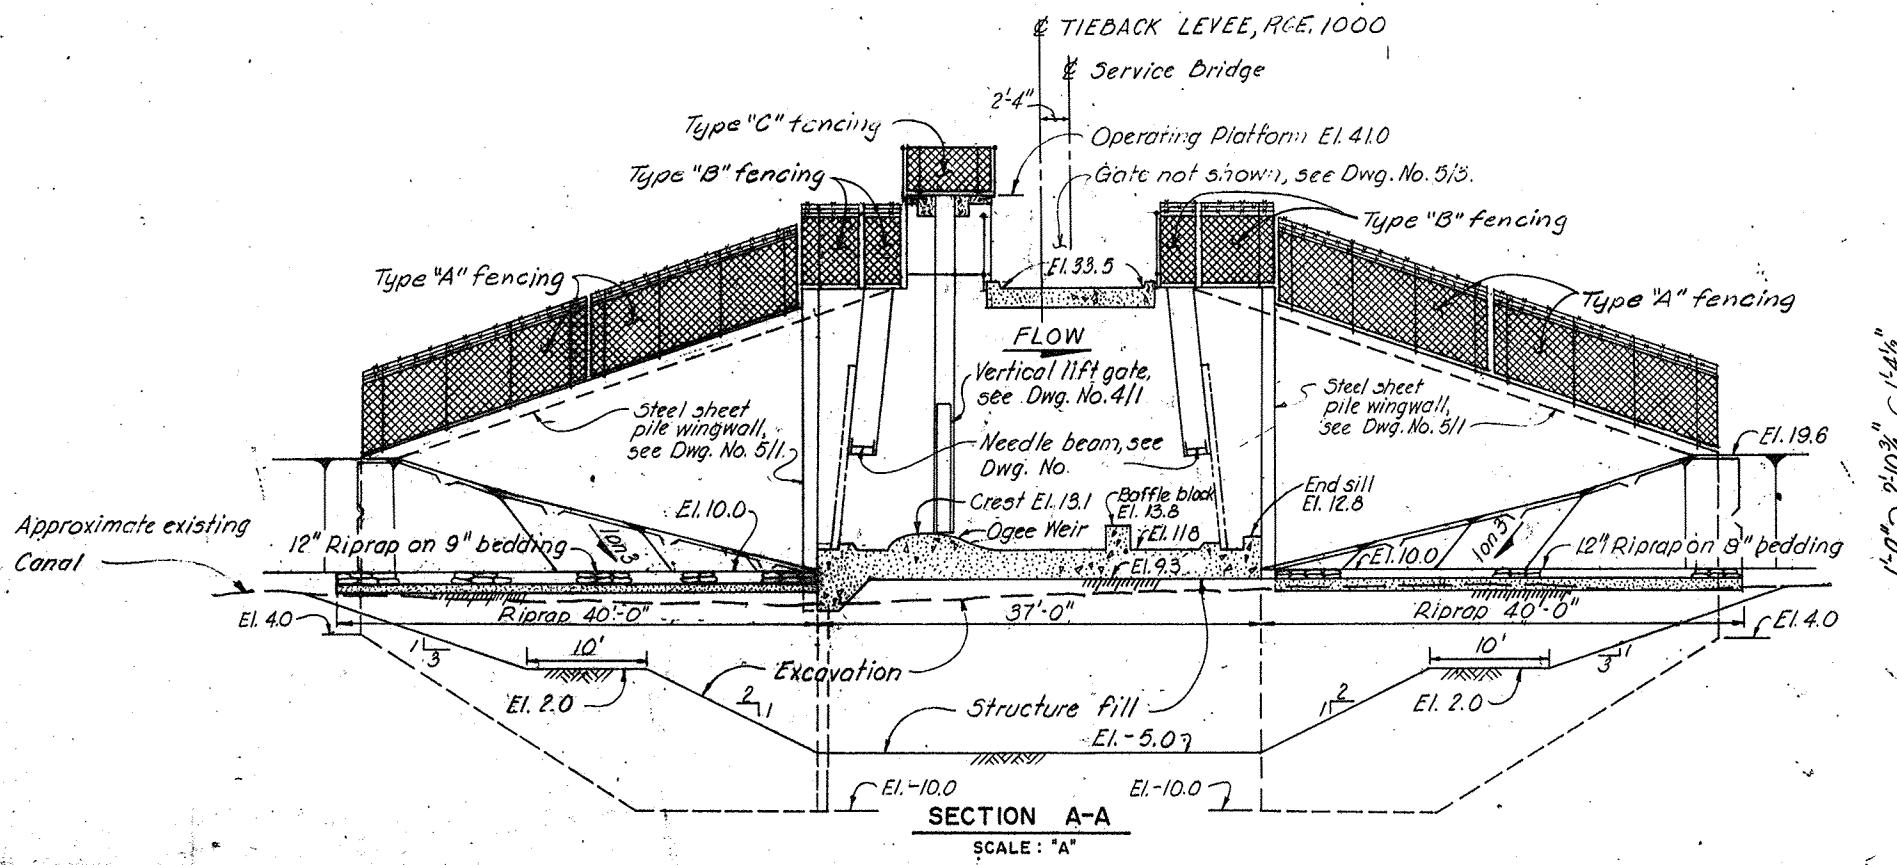 ℄ TIEBACK LEVEE, RGE. 1000
℄ Service Bridge
2'-4"
Type "C" fencing
Operating Platform El. 41.0
Type "B" fencing
Gate not shown, see Dwg. No. 5/3.
Type "B" fencing
Type "A" fencing
El. 33.5
Type "A" fencing
FLOW
Vertical lift gate,
see Dwg. No. 4/1
Steel sheet
pile wingwall,
see Dwg. No. 5/1.
Steel sheet
pile wingwall,
see Dwg. No. 5/1
Needle beam, see
Dwg. No.
El. 19.6
Crest El. 13.1
Baffle block
El. 13.8
End sill
El. 12.8
El. 10.0
Ogee Weir
El. 11.8
Approximate existing
Canal
12" Riprap on 9" bedding
1 on 3
El. 9.3
El. 10.0
1 on 3
12" Riprap on 9" bedding
Riprap 40'-0"
37'-0"
Riprap 40'-0"
El. 4.0
El. 4.0
1
3
10'
10'
3
1
Excavation
El. 2.0
2
1
Structure fill
2
1
El. 2.0
El. -5.0
El. -10.0
El. -10.0
SECTION A-A
SCALE: "A"
1'-0" 2'-10¾" 1'-4½"